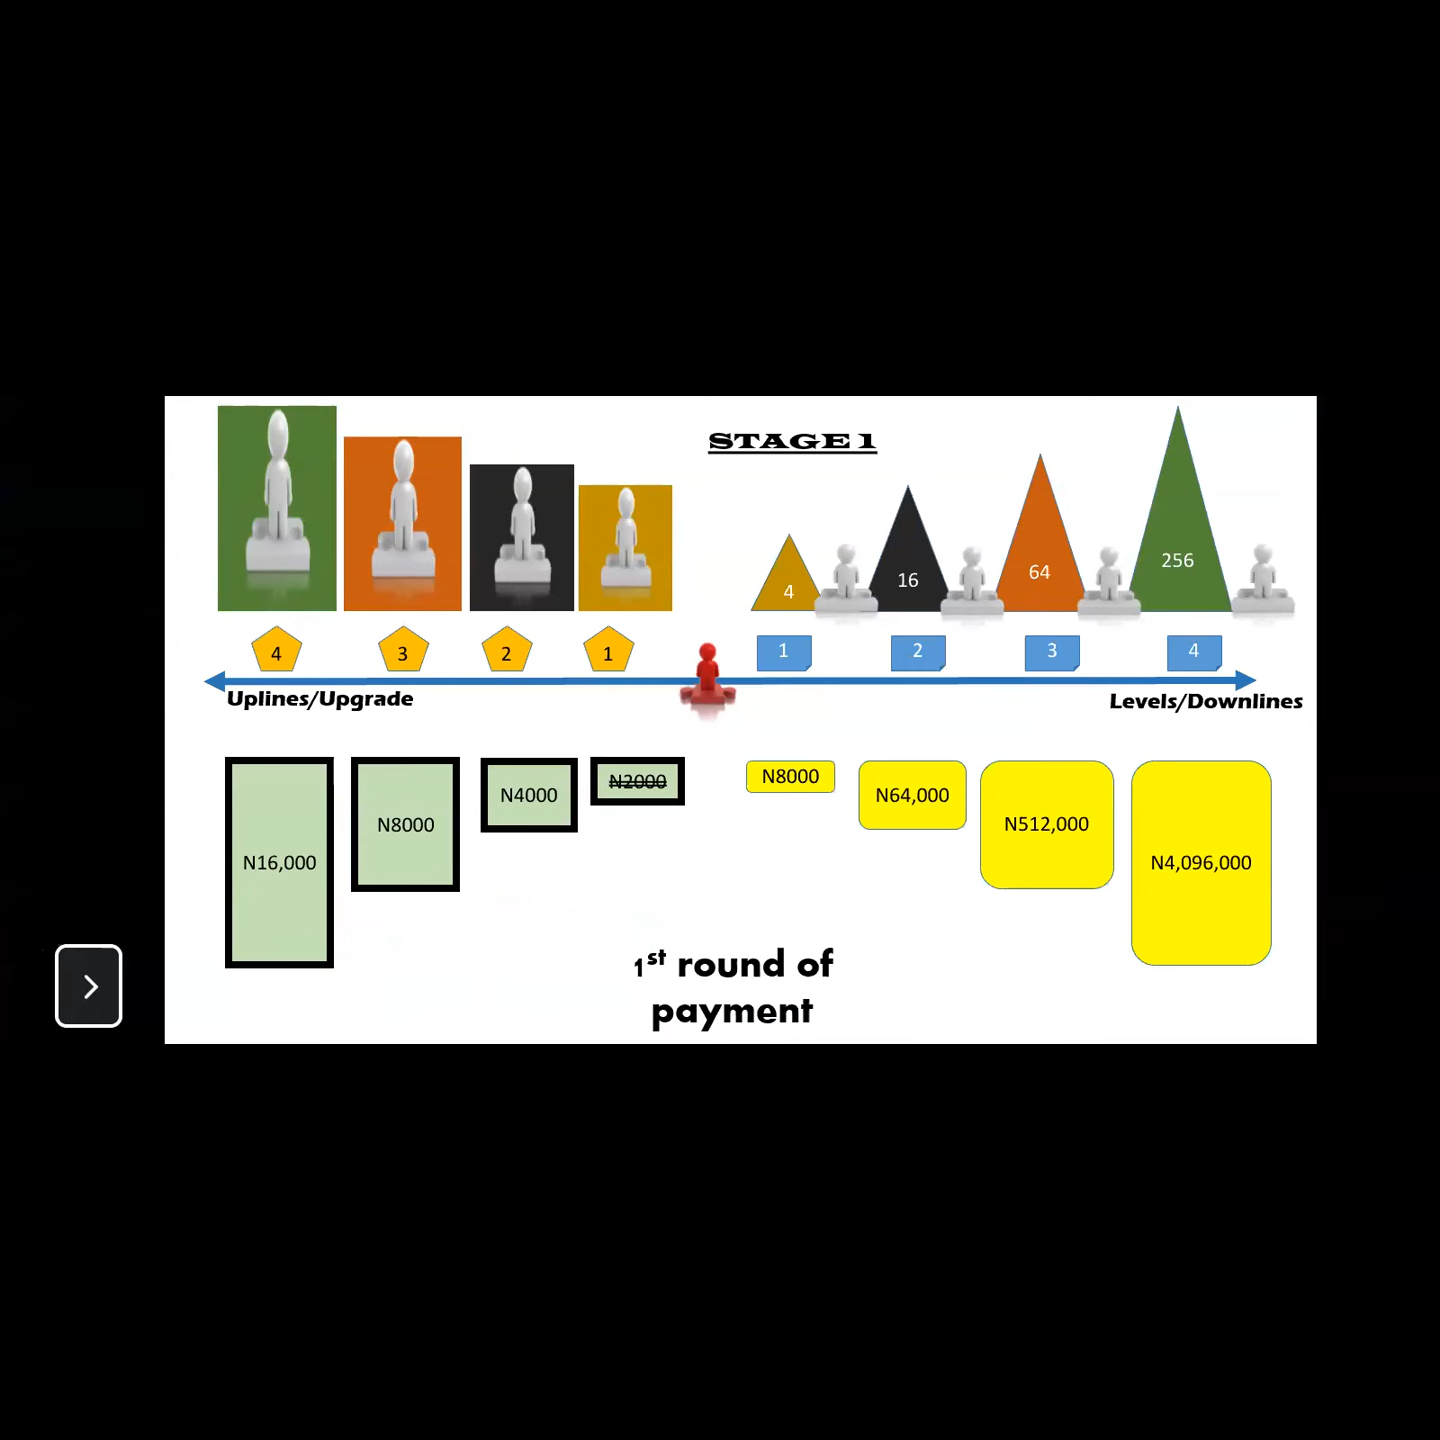 STAGE 1
4
16
64
256
4
3
2
1
1
2
3
4
Uplines/Upgrade
Levels/Downlines
N16,000
N8000
N4000
N2000
N8000
N64,000
N512,000
N4,096,000
1st round of
payment